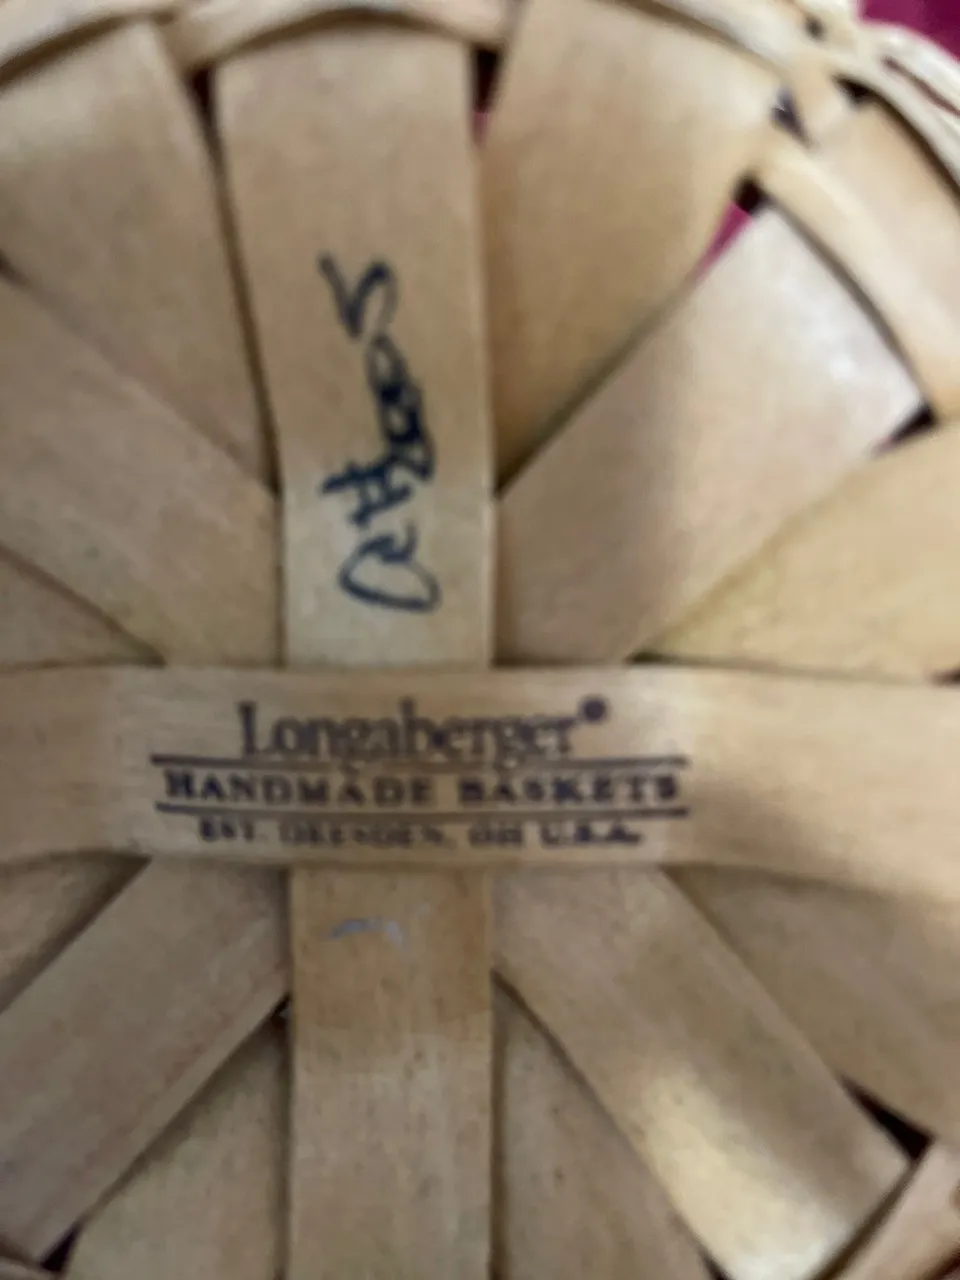 Longaberger®
HANDMADE BASKETS
EST. DRESDEN, OH U.S.A.